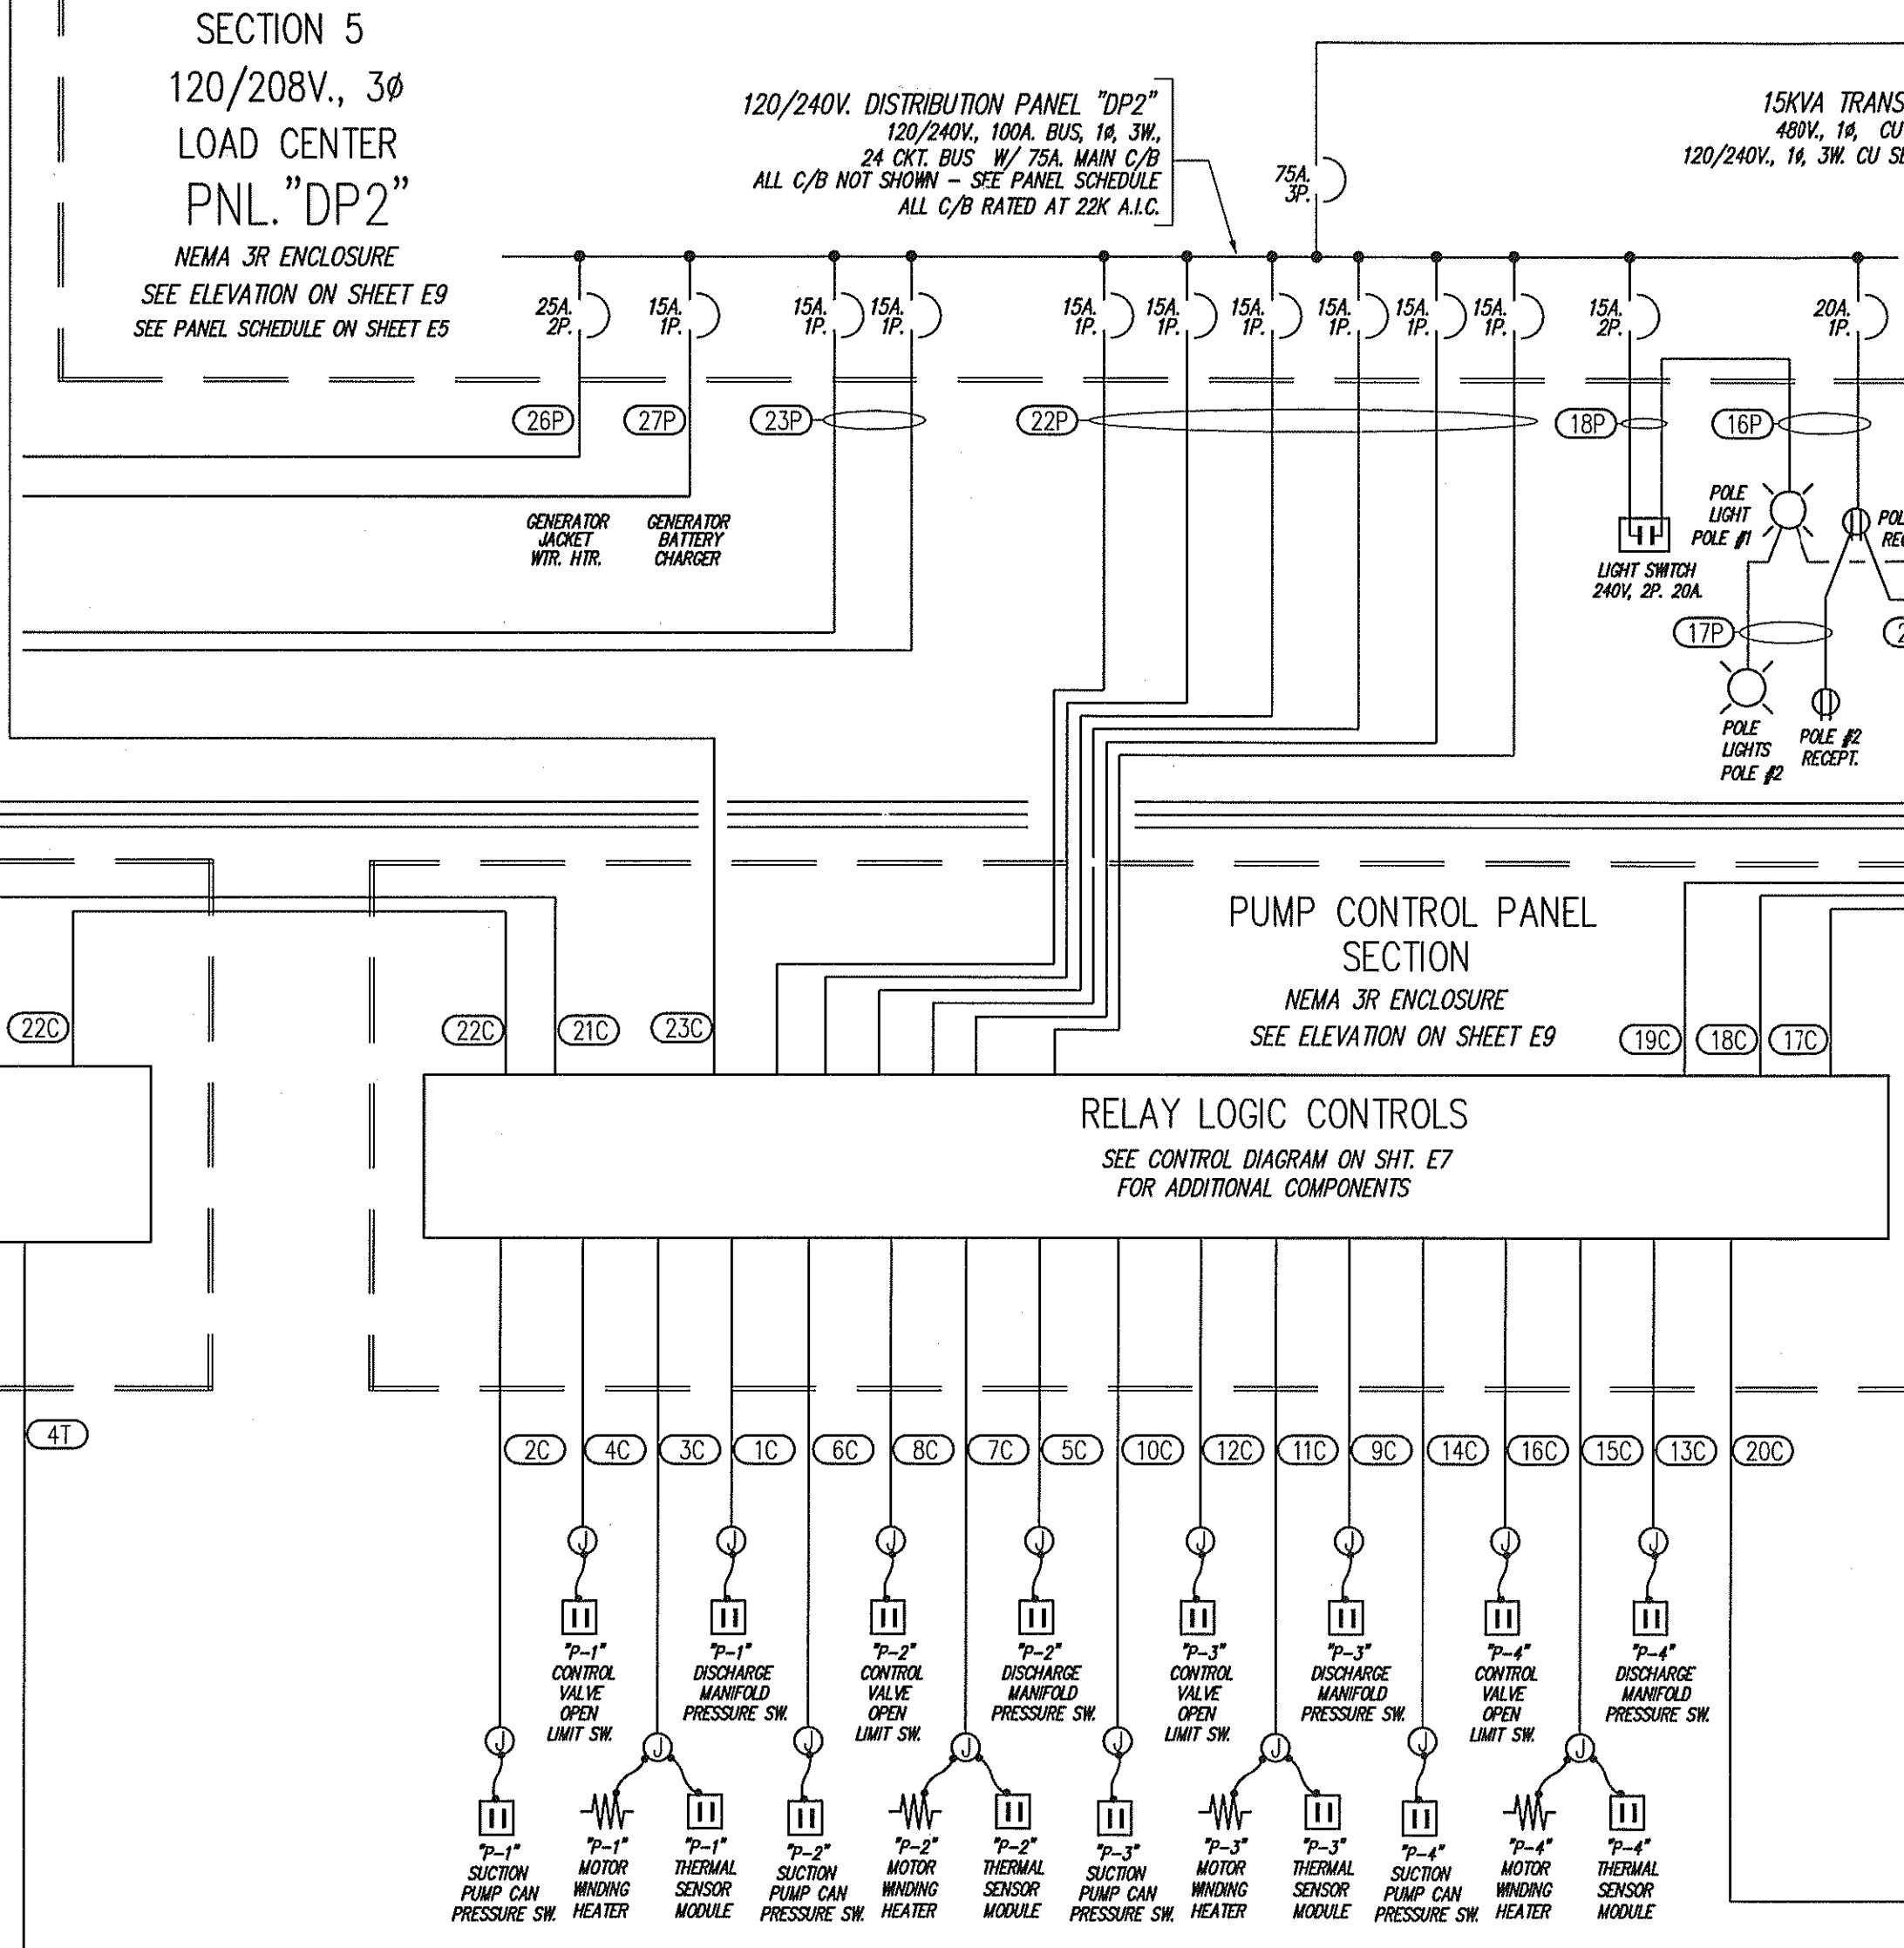 SECTION 5
120/208V., 3ø
LOAD CENTER
PNL."DP2"
NEMA 3R ENCLOSURE
SEE ELEVATION ON SHEET E9
SEE PANEL SCHEDULE ON SHEET E5
120/240V. DISTRIBUTION PANEL "DP2"
120/240V., 100A. BUS, 1ø, 3W.,
24 CKT. BUS W/ 75A. MAIN C/B
ALL C/B NOT SHOWN – SEE PANEL SCHEDULE
ALL C/B RATED AT 22K A.I.C.
75A.
3P.
15KVA TRANS
480V., 1ø, CU
120/240V., 1ø, 3W. CU SE
25A.
2P.
15A.
1P.
15A.
1P.
15A.
1P.
15A.
1P.
15A.
1P.
15A.
1P.
15A.
1P.
15A.
1P.
15A.
1P.
15A.
2P.
20A.
1P.
26P
27P
23P
22P
18P
16P
GENERATOR
JACKET
WTR. HTR.
GENERATOR
BATTERY
CHARGER
LIGHT SWITCH
240V, 2P. 20A.
POLE
LIGHT
POLE #1
POL
REC
17P
2
POLE
LIGHTS
POLE #2
POLE #2
RECEPT.
PUMP CONTROL PANEL
SECTION
NEMA 3R ENCLOSURE
SEE ELEVATION ON SHEET E9
22C
22C
21C
23C
19C
18C
17C
RELAY LOGIC CONTROLS
SEE CONTROL DIAGRAM ON SHT. E7
FOR ADDITIONAL COMPONENTS
4T
2C
4C
3C
1C
6C
8C
7C
5C
10C
12C
11C
9C
14C
16C
15C
13C
20C
J
J
J
J
J
J
J
J
"P-1"
CONTROL
VALVE
OPEN
LIMIT SW.
"P-1"
DISCHARGE
MANIFOLD
PRESSURE SW.
"P-2"
CONTROL
VALVE
OPEN
LIMIT SW.
"P-2"
DISCHARGE
MANIFOLD
PRESSURE SW.
"P-3"
CONTROL
VALVE
OPEN
LIMIT SW.
"P-3"
DISCHARGE
MANIFOLD
PRESSURE SW.
"P-4"
CONTROL
VALVE
OPEN
LIMIT SW.
"P-4"
DISCHARGE
MANIFOLD
PRESSURE SW.
J
J
J
J
J
J
J
J
"P-1"
SUCTION
PUMP CAN
PRESSURE SW.
"P-1"
MOTOR
WINDING
HEATER
"P-1"
THERMAL
SENSOR
MODULE
"P-2"
SUCTION
PUMP CAN
PRESSURE SW.
"P-2"
MOTOR
WINDING
HEATER
"P-2"
THERMAL
SENSOR
MODULE
"P-3"
SUCTION
PUMP CAN
PRESSURE SW.
"P-3"
MOTOR
WINDING
HEATER
"P-3"
THERMAL
SENSOR
MODULE
"P-4"
SUCTION
PUMP CAN
PRESSURE SW.
"P-4"
MOTOR
WINDING
HEATER
"P-4"
THERMAL
SENSOR
MODULE